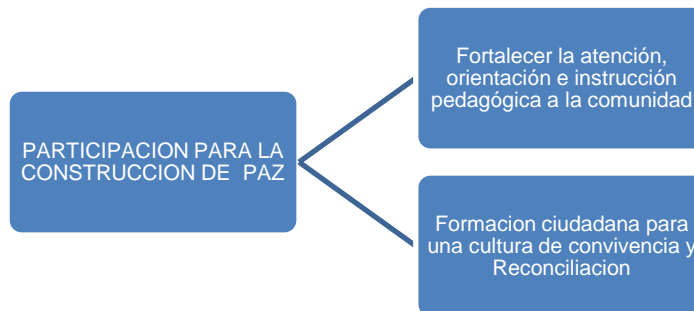 PARTICIPACION PARA LA
CONSTRUCCION DE PAZ
Fortalecer la atención,
orientación e instrucción
pedagógica a la comunidad
Formacion ciudadana para
una cultura de convivencia y
Reconciliacion